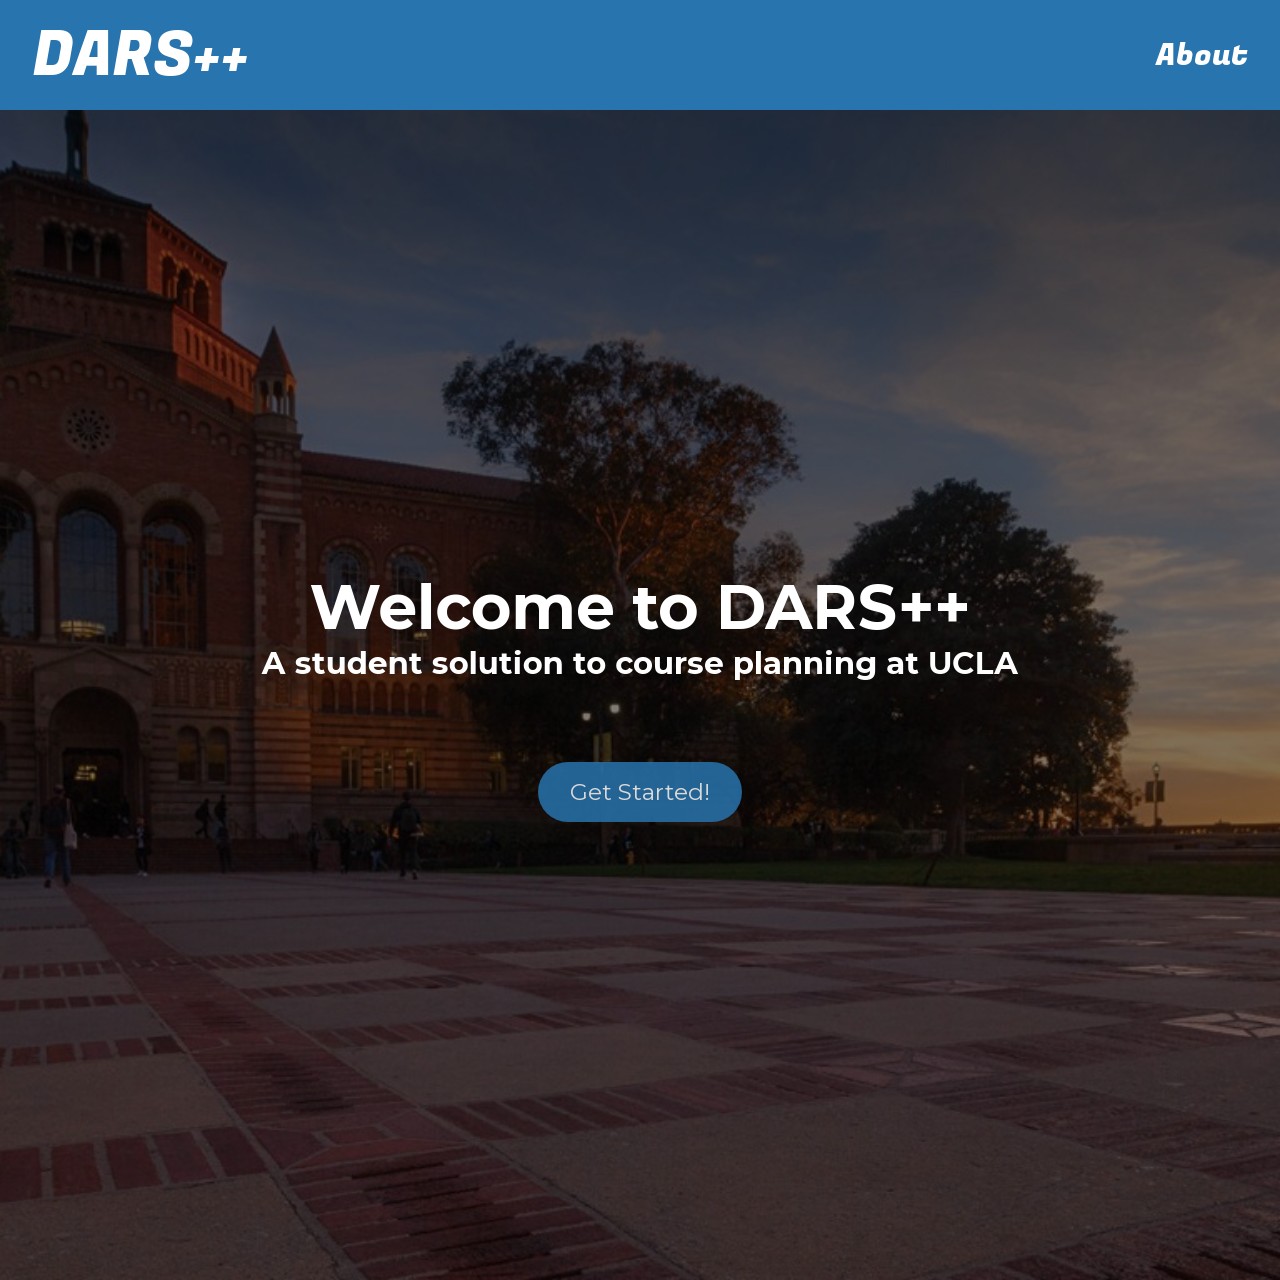 DARS++
About
Welcome to DARS++
A student solution to course planning at UCLA
Get Started!